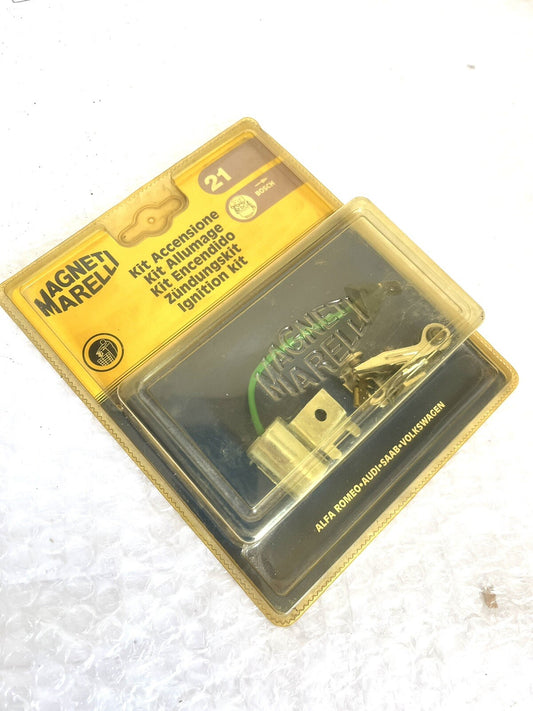 MAGNETI
MARELLI
Kit Accensione
Kit Allumage
Kit Encendido
Zündungskit
Ignition kit
21
BOSCH
MAGNETI
MARELLI
ALFA ROMEO•AUDI•SAAB•VOLKSWAGEN